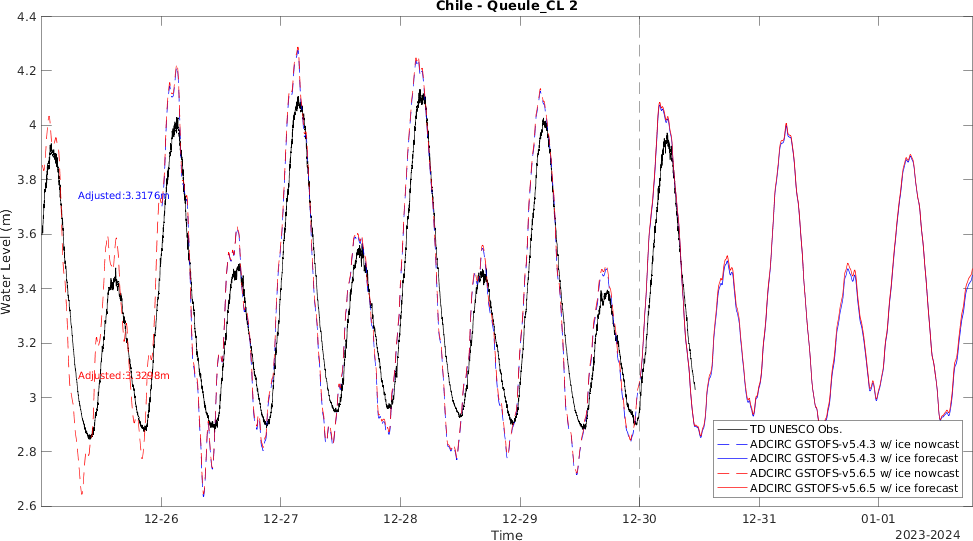 Chile - Queule_CL 2
4.4
4.2
4
3.8
3.6
3.4
3.2
3
2.8
2.6
Water Level (m)
Adjusted:3.3176m
Adjusted:3.3298m
TD UNESCO Obs.
ADCIRC GSTOFS-v5.4.3 w/ ice nowcast
ADCIRC GSTOFS-v5.4.3 w/ ice forecast
ADCIRC GSTOFS-v5.6.5 w/ ice nowcast
ADCIRC GSTOFS-v5.6.5 w/ ice forecast
12-26 12-27 12-28 12-29 12-30 12-31 01-01
Time
2023-2024